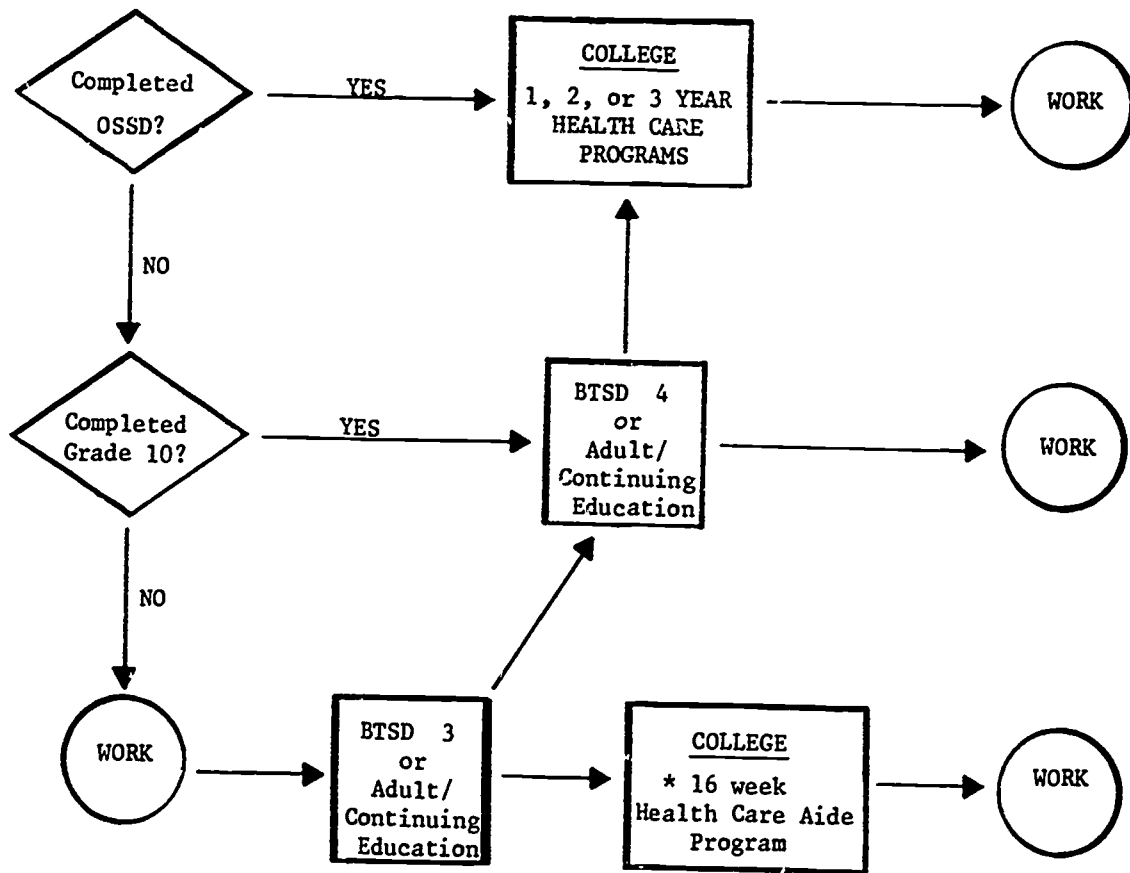 Completed
OSSD?
YES
COLLEGE
1, 2, or 3 YEAR
HEALTH CARE
PROGRAMS
WORK
NO
Completed
Grade 10?
YES
BTSD 4
or
Adult/
Continuing
Education
WORK
NO
WORK
BTSD 3
or
Adult/
Continuing
Education
COLLEGE
* 16 week
Health Care Aide
Program
WORK